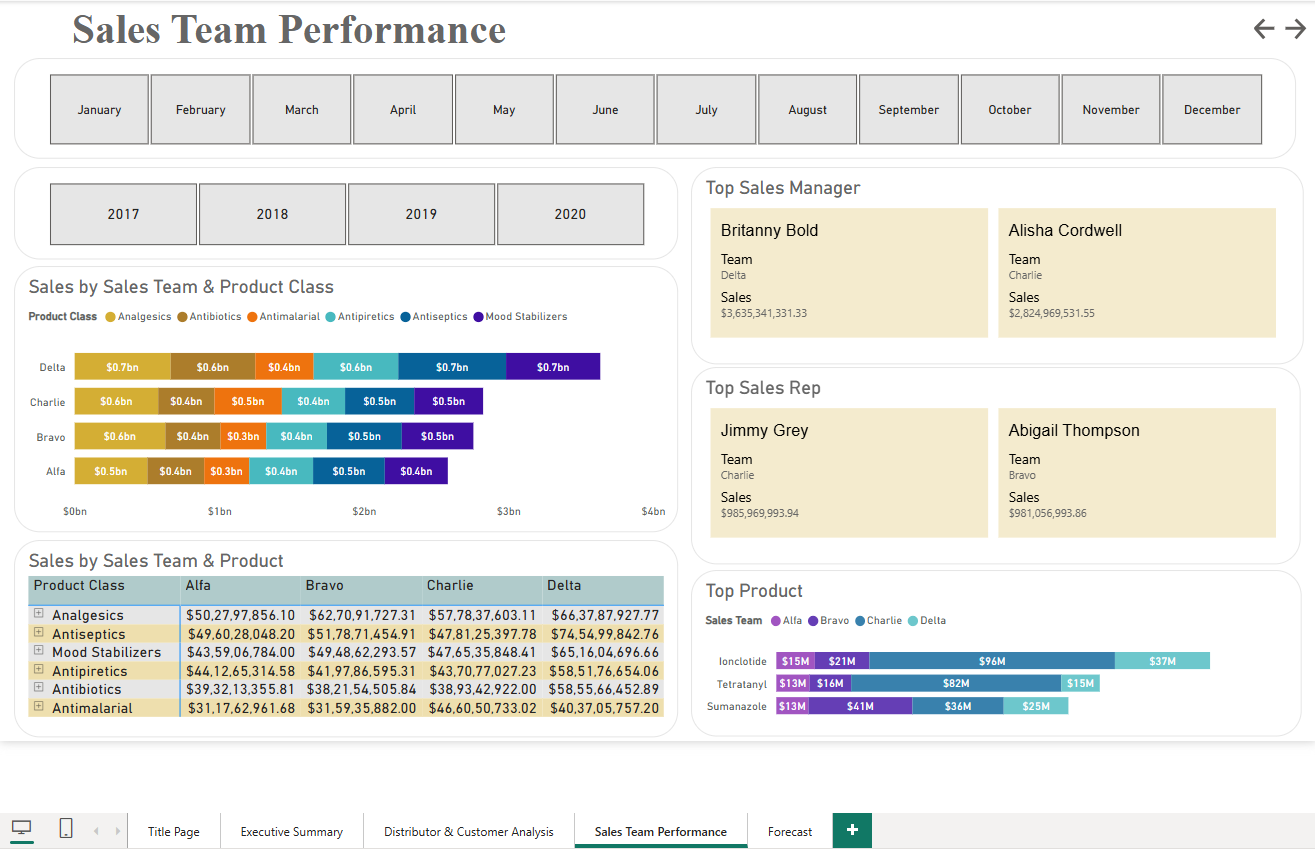 Sales Team Performance
January February March April May June July August September October November December
2017 2018 2019 2020
Sales by Sales Team & Product Class
Product Class Analgesics Antibiotics Antimalarial Antipiretics Antiseptics Mood Stabilizers
Delta $0.7bn $0.6bn $0.4bn $0.6bn $0.7bn $0.7bn
Charlie $0.6bn $0.4bn $0.5bn $0.4bn $0.5bn $0.5bn
Bravo $0.6bn $0.4bn $0.3bn $0.4bn $0.5bn $0.5bn
Alfa $0.5bn $0.4bn $0.3bn $0.4bn $0.5bn $0.4bn
$0bn $1bn $2bn $3bn $4bn
Sales by Sales Team & Product
Product Class Alfa Bravo Charlie Delta
Analgesics $50,27,97,856.10 $62,70,91,727.31 $57,78,37,603.11 $66,37,87,927.77
Antiseptics $49,60,28,048.20 $51,78,71,454.91 $47,81,25,397.78 $74,54,99,842.76
Mood Stabilizers $43,59,06,784.00 $49,48,62,293.57 $47,65,35,848.41 $65,16,04,696.66
Antipiretics $44,12,65,314.58 $41,97,86,595.31 $43,70,77,027.23 $58,51,76,654.06
Antibiotics $39,32,13,355.81 $38,21,54,505.84 $38,93,42,922.00 $58,55,66,452.89
Antimalarial $31,17,62,961.68 $31,59,35,882.00 $46,60,50,733.02 $40,37,05,757.20
Top Sales Manager
Britanny Bold
Team
Delta
Sales
$3,635,341,331.33
Alisha Cordwell
Team
Charlie
Sales
$2,824,969,531.55
Top Sales Rep
Jimmy Grey
Team
Charlie
Sales
$985,969,993.94
Abigail Thompson
Team
Bravo
Sales
$981,056,993.86
Top Product
Sales Team Alfa Bravo Charlie Delta
Ionclotide $15M $21M $96M $37M
Tetratanyl $13M $16M $82M $15M
Sumanazole $13M $41M $36M $25M
Title Page Executive Summary Distributor & Customer Analysis Sales Team Performance Forecast +